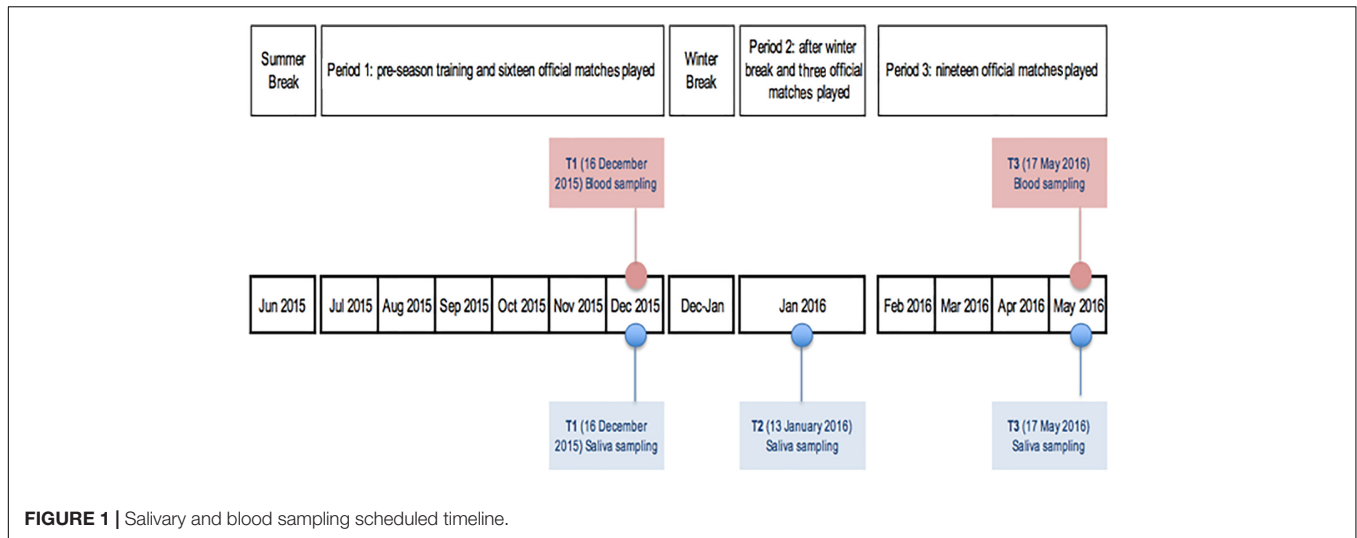 Summer
Break
Period 1: pre-season training and sixteen official matches played
Winter
Break
Period 2: after winter
break and three official
matches played
Period 3: nineteen official matches played
T1 (16 December
2015) Blood sampling
T3 (17 May 2016)
Blood sampling
Jun 2015
Jul 2015
Aug 2015
Sep 2015
Oct 2015
Nov 2015
Dec 2015
Dec-Jan
Jan 2016
Feb 2016
Mar 2016
Apr 2016
May 2016
T1 (16 December
2015) Saliva sampling
T2 (13 January 2016)
Saliva sampling
T3 (17 May 2016)
Saliva sampling
FIGURE 1 | Salivary and blood sampling scheduled timeline.